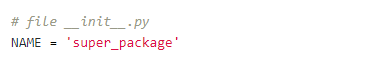 # file __init__.py
NAME = 'super_package'